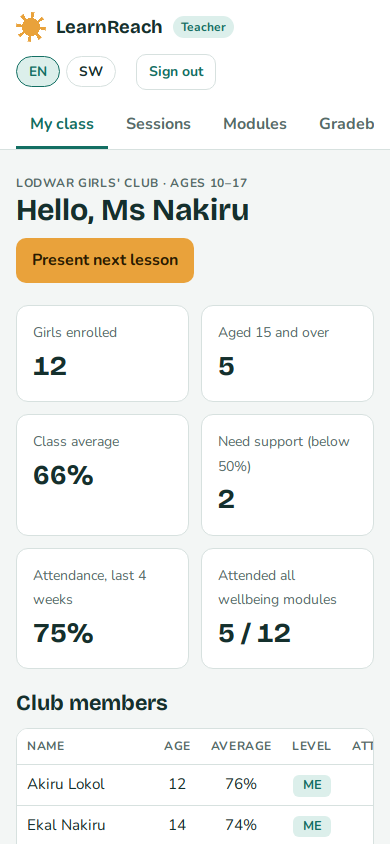 LearnReach Teacher
EN SW Sign out
My class Sessions Modules Gradeb
LODWAR GIRLS' CLUB · AGES 10–17
Hello, Ms Nakiru
Present next lesson
Girls enrolled
12
Aged 15 and over
5
Class average
66%
Need support (below
50%)
2
Attendance, last 4
weeks
75%
Attended all
wellbeing modules
5 / 12
Club members
NAME AGE AVERAGE LEVEL ATT
Akiru Lokol 12 76% ME
Ekal Nakiru 14 74% ME